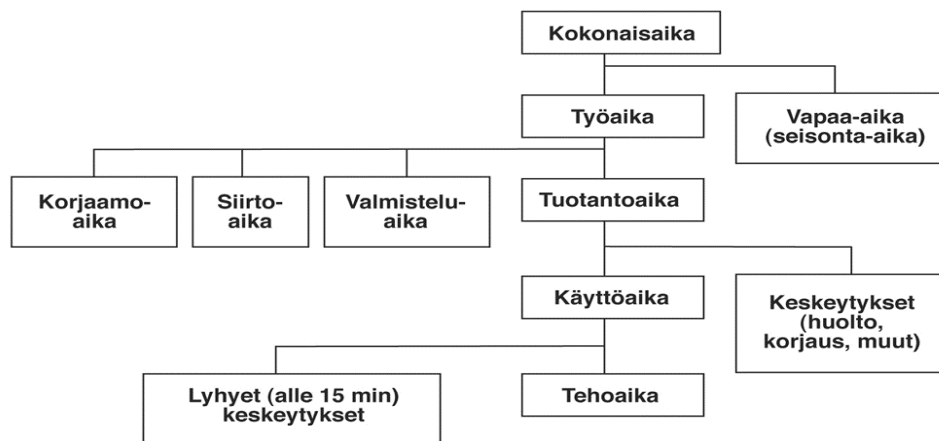 Kokonaisaika
Työaika
Vapaa-aika
(seisonta-aika)
Korjaamo-
aika
Siirto-
aika
Valmistelu-
aika
Tuotantoaika
Käyttöaika
Keskeytykset
(huolto,
korjaus, muut)
Lyhyet (alle 15 min)
keskeytykset
Tehoaika